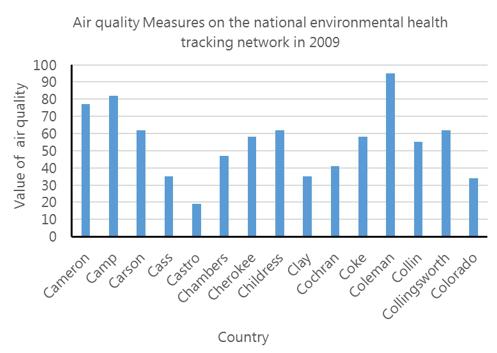 Air quality Measures on the national environmental health
tracking network in 2009
Value of air quality
100
90
80
70
60
50
40
30
20
10
0
Cameron
Camp
Carson
Cass
Castro
Chambers
Cherokee
Childress
Clay
Cochran
Coke
Coleman
Collin
Collingsworth
Colorado
Country